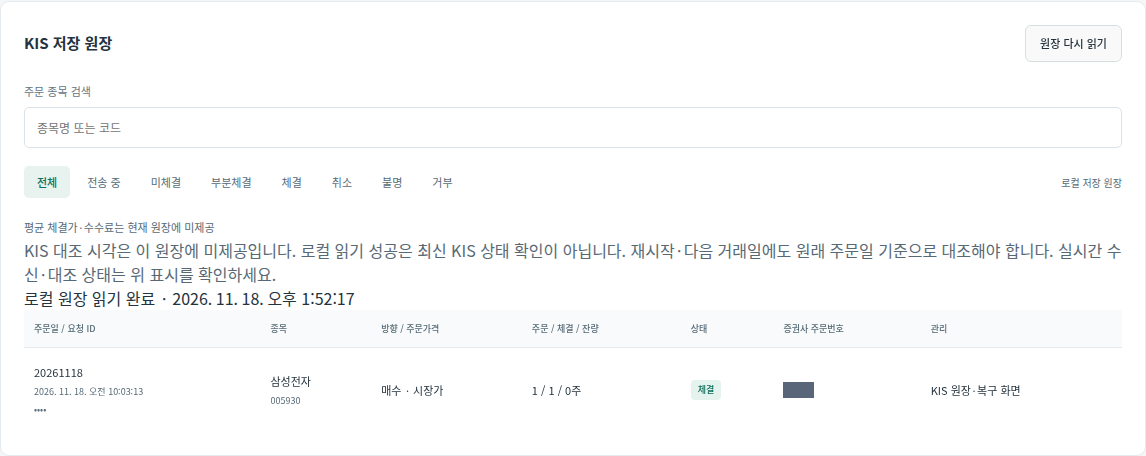 KIS 저장 원장
원장 다시 읽기
주문 종목 검색
종목명 또는 코드
전체 전송 중 미체결 부분체결 체결 취소 불명 거부 로컬 저장 원장
평균 체결가·수수료는 현재 원장에 미제공
KIS 대조 시각은 이 원장에 미제공입니다. 로컬 읽기 성공은 최신 KIS 상태 확인이 아닙니다. 재시작·다음 거래일에도 원래 주문일 기준으로 대조해야 합니다. 실시간 수
신·대조 상태는 위 표시를 확인하세요.
로컬 원장 읽기 완료 · 2026. 11. 18. 오후 1:52:17
주문일 / 요청 ID 종목 방향 / 주문가격 주문 / 체결 / 잔량 상태 증권사 주문번호 관리
20261118
2026. 11. 18. 오전 10:03:13
••••
삼성전자
005930
매수 · 시장가
1 / 1 / 0주
체결
KIS 원장·복구 화면